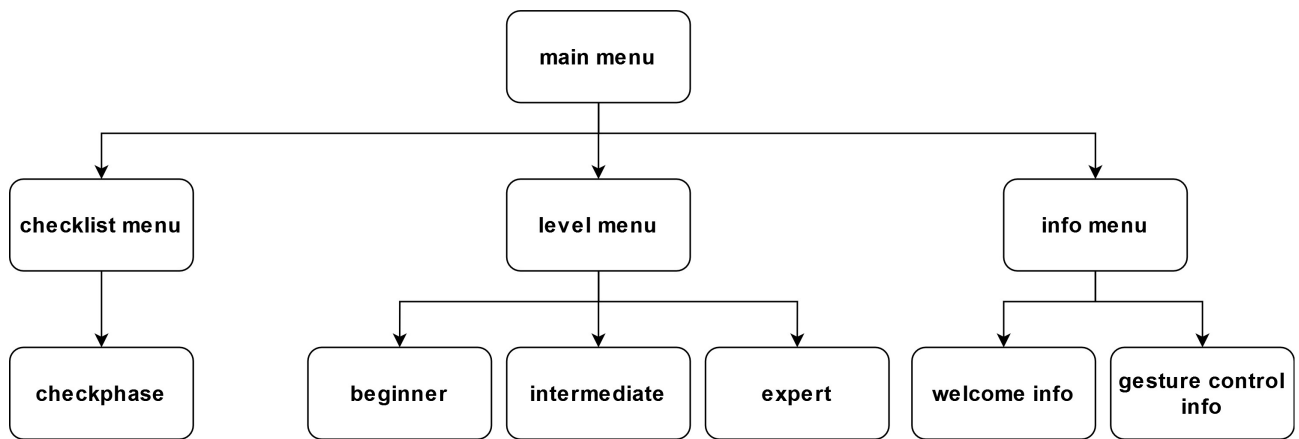 main menu
checklist menu
level menu
info menu
checkphase
beginner
intermediate
expert
welcome info
gesture control
info